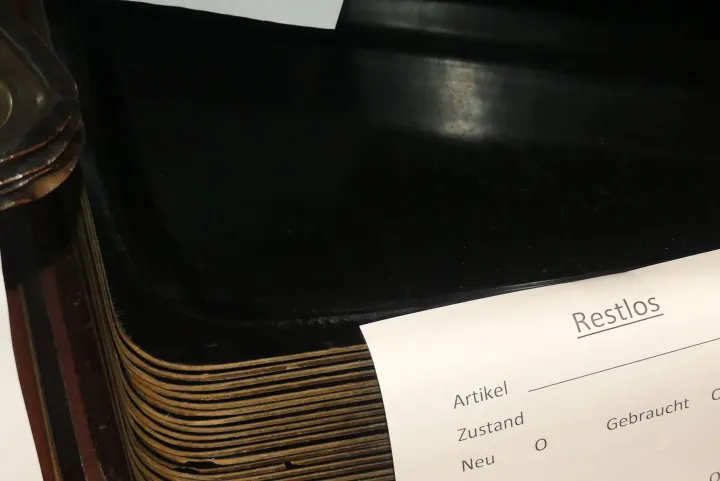 Restlos
Artikel
Zustand
Neu O Gebraucht O
O